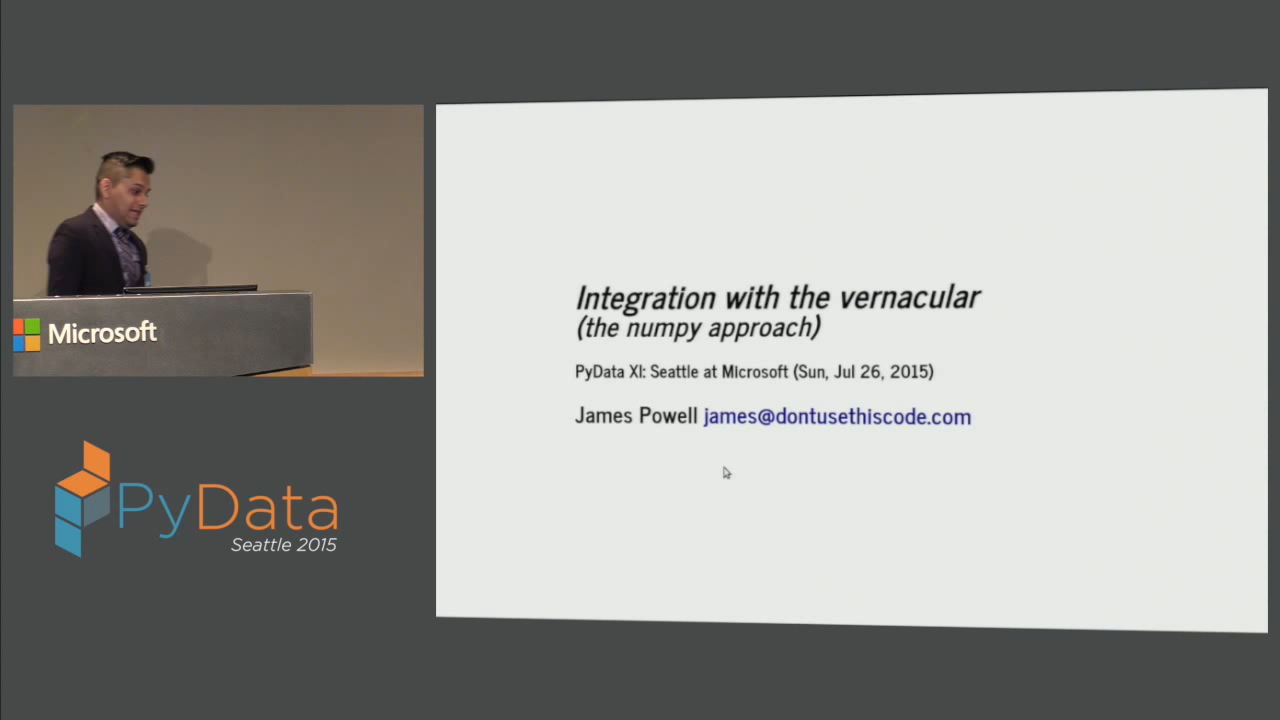 Microsoft
PyData
Seattle 2015
Integration with the vernacular
(the numpy approach)
PyData XI: Seattle at Microsoft (Sun, Jul 26, 2015)
James Powell james@dontusethiscode.com